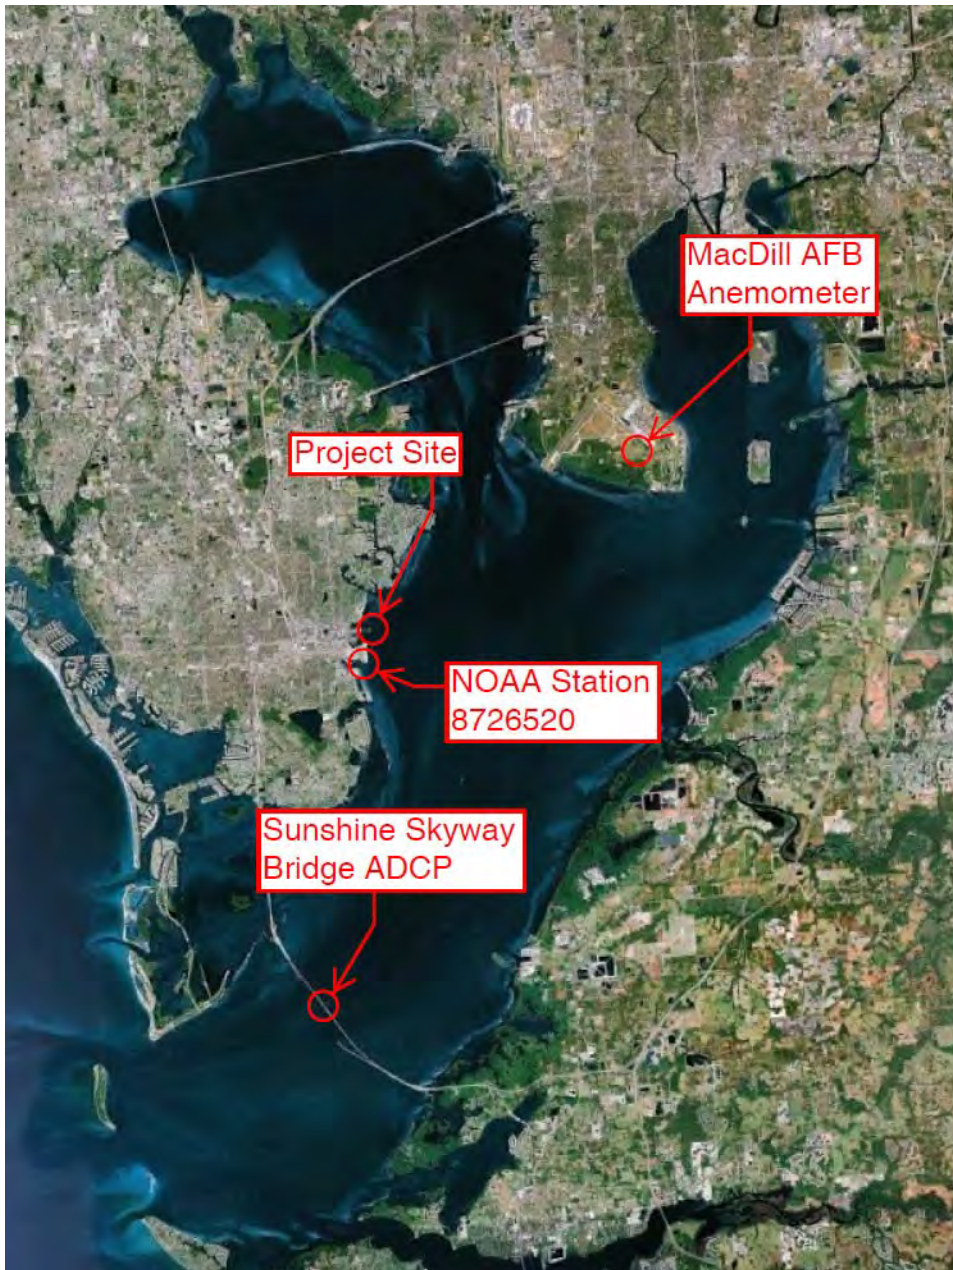 MacDill AFB
Anemometer
Project Site
NOAA Station
8726520
Sunshine Skyway
Bridge ADCP